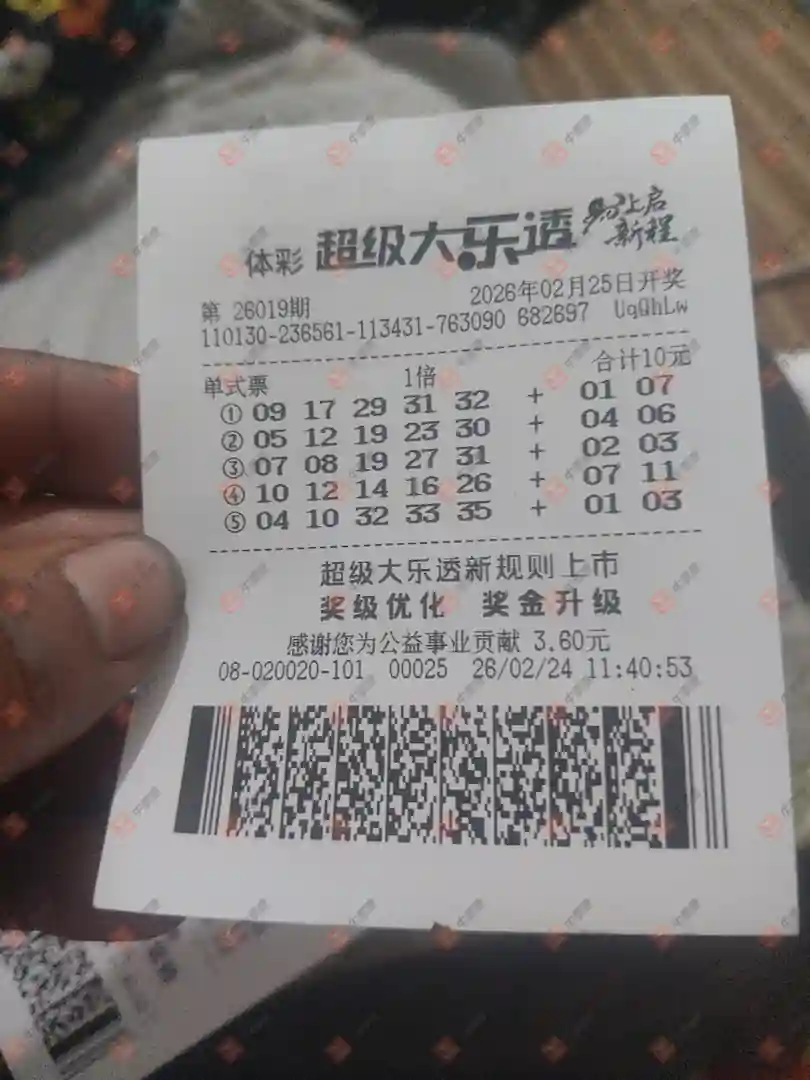 体彩 超级大乐透 马上启
新程
第 26019期 2026年02月25日开奖
110130-236561-113431-763090 682697 UqQhLw
单式票 1倍 合计10元
① 09 17 29 31 32 + 01 07
② 05 12 19 23 30 + 04 06
③ 07 08 19 27 31 + 02 03
④ 10 12 14 16 26 + 07 11
⑤ 04 10 32 33 35 + 01 03
超级大乐透新规则上市
奖级优化 奖金升级
感谢您为公益事业贡献 3.60元
08-020020-101 00025 26/02/24 11:40:53